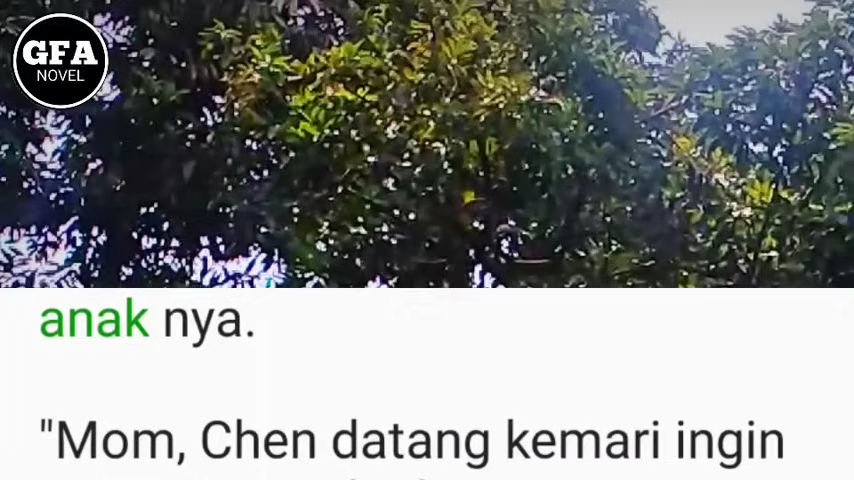 GFA
NOVEL
anak nya.
"Mom, Chen datang kemari ingin